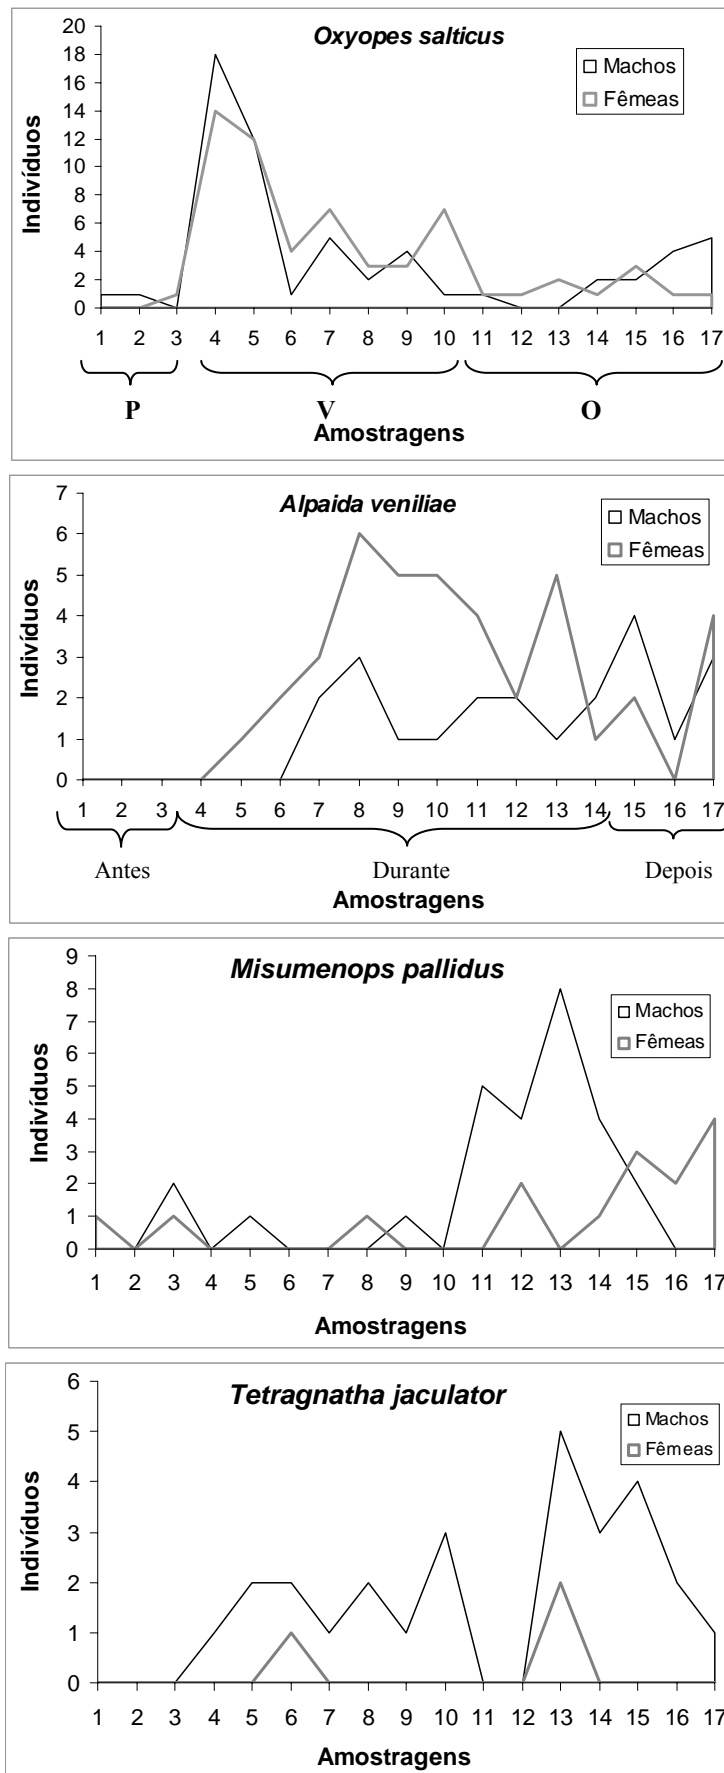 Oxyopes salticus
Machos
Fêmeas
Indivíduos
20
18
16
14
12
10
8
6
4
2
0
1 2 3 4 5 6 7 8 9 10 11 12 13 14 15 16 17
P V O
Amostragens
Alpaida veniliae
Machos
Fêmeas
Indivíduos
7
6
5
4
3
2
1
0
1 2 3 4 5 6 7 8 9 10 11 12 13 14 15 16 17
Antes Durante Depois
Amostragens
Misumenops pallidus
Machos
Fêmeas
Indivíduos
9
8
7
6
5
4
3
2
1
0
1 2 3 4 5 6 7 8 9 10 11 12 13 14 15 16 17
Amostragens
Tetragnatha jaculator
Machos
Fêmeas
Indivíduos
6
5
4
3
2
1
0
1 2 3 4 5 6 7 8 9 10 11 12 13 14 15 16 17
Amostragens